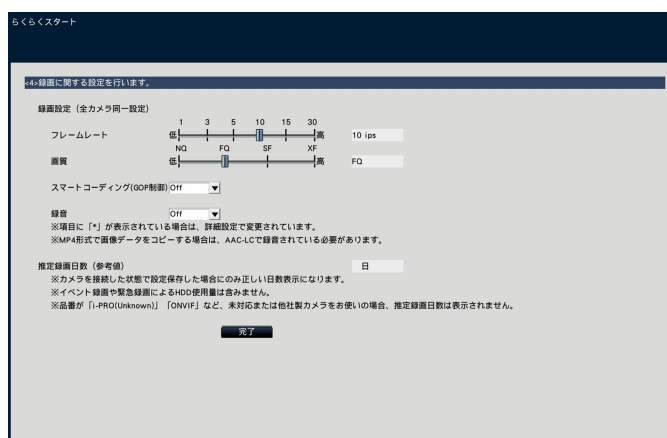 らくらくスタート
<4>録画に関する設定を行います。
録画設定（全カメラ同一設定）
1 3 5 10 15 30
フレームレート 低 高 10 ips
NQ FQ SF XF
画質 低 高 FQ
スマートコーディング(GOP制御) Off
録音 Off
※項目に「*」が表示されている場合は、詳細設定で変更されています。
※MP4形式で画像データをコピーする場合は、AAC-LCで録音されている必要があります。
推定録画日数（参考値） 日
※カメラを接続した状態で設定保存した場合にのみ正しい日数表示になります。
※イベント録画や緊急録画によるHDD使用量は含みません。
※品番が「i-PRO(Unknown)」「ONVIF」など、未対応または他社製カメラをお使いの場合、推定録画日数は表示されません。
完了